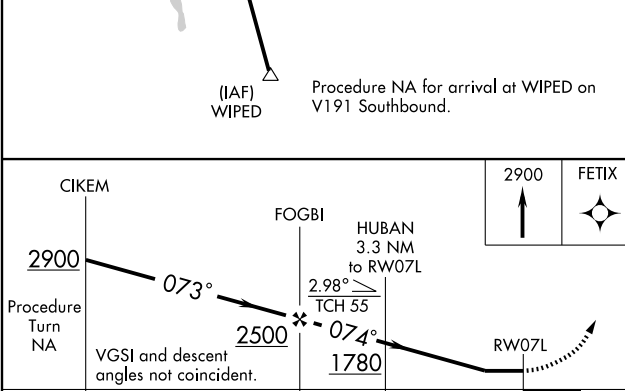 (IAF)
WIPED
Procedure NA for arrival at WIPED on
V191 Southbound.
2900
FETIX
CIKEM
FOGBI
HUBAN
3.3 NM
to RW07L
2900
073°
2.98°
TCH 55
Procedure
Turn
NA
2500
074°
1780
RW07L
VGSI and descent
angles not coincident.